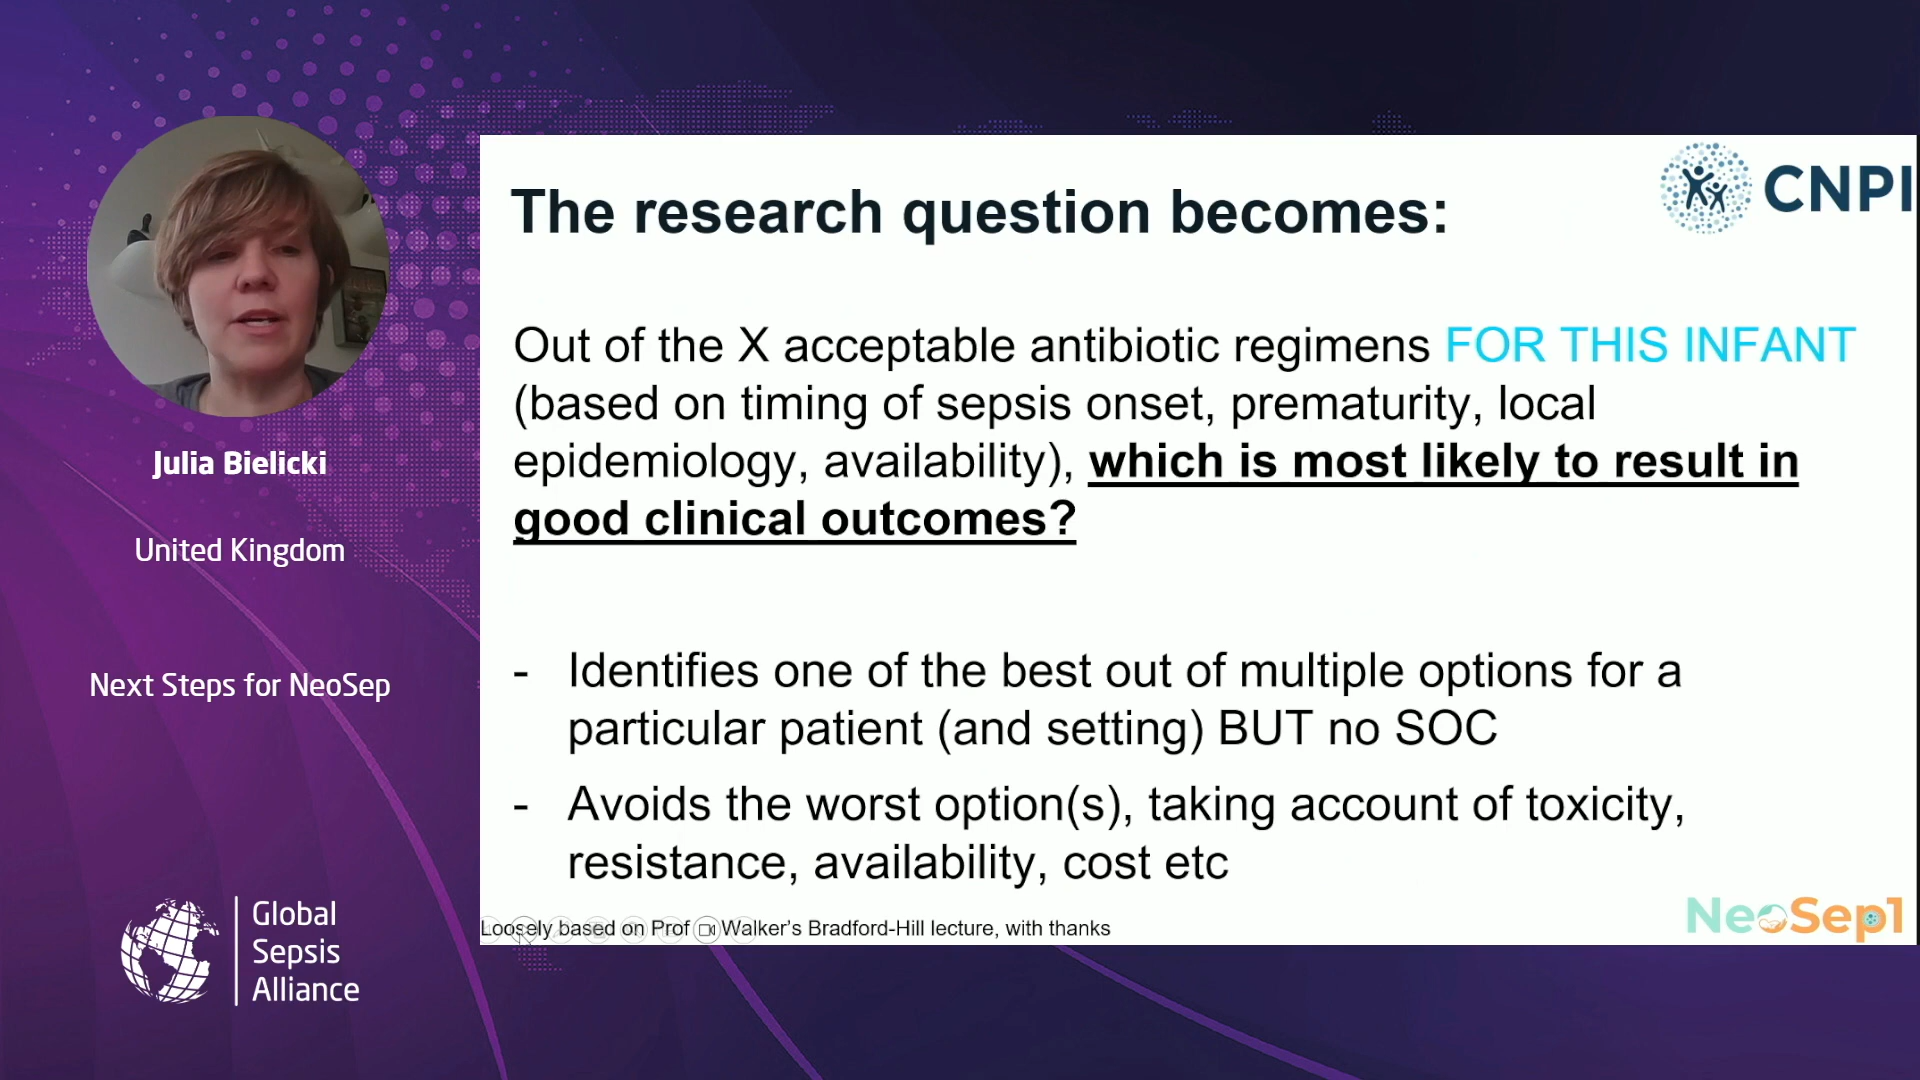 CNPI
The research question becomes:
Out of the X acceptable antibiotic regimens FOR THIS INFANT
(based on timing of sepsis onset, prematurity, local
epidemiology, availability), which is most likely to result in
good clinical outcomes?
- Identifies one of the best out of multiple options for a
particular patient (and setting) BUT no SOC
- Avoids the worst option(s), taking account of toxicity,
resistance, availability, cost etc
Loosely based on Prof Walker's Bradford-Hill lecture, with thanks
NeoSep1
Julia Bielicki
United Kingdom
Next Steps for NeoSep
Global
Sepsis
Alliance